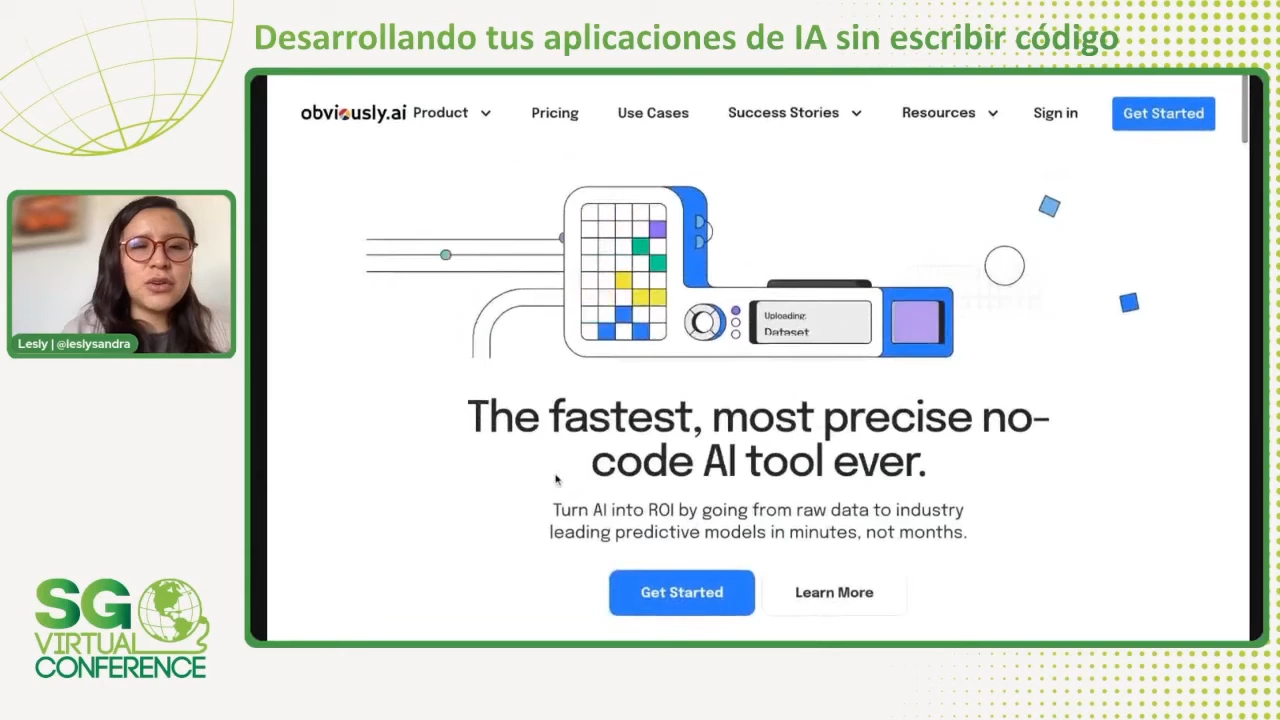 Desarrollando tus aplicaciones de IA sin escribir código
obviously.ai Product Pricing Use Cases Success Stories Resources Sign in Get Started
Uploading:
Dataset
The fastest, most precise no-
code AI tool ever.
Turn AI into ROI by going from raw data to industry
leading predictive models in minutes, not months.
Get Started Learn More
Lesly | @leslysandra
SG
VIRTUAL
CONFERENCE